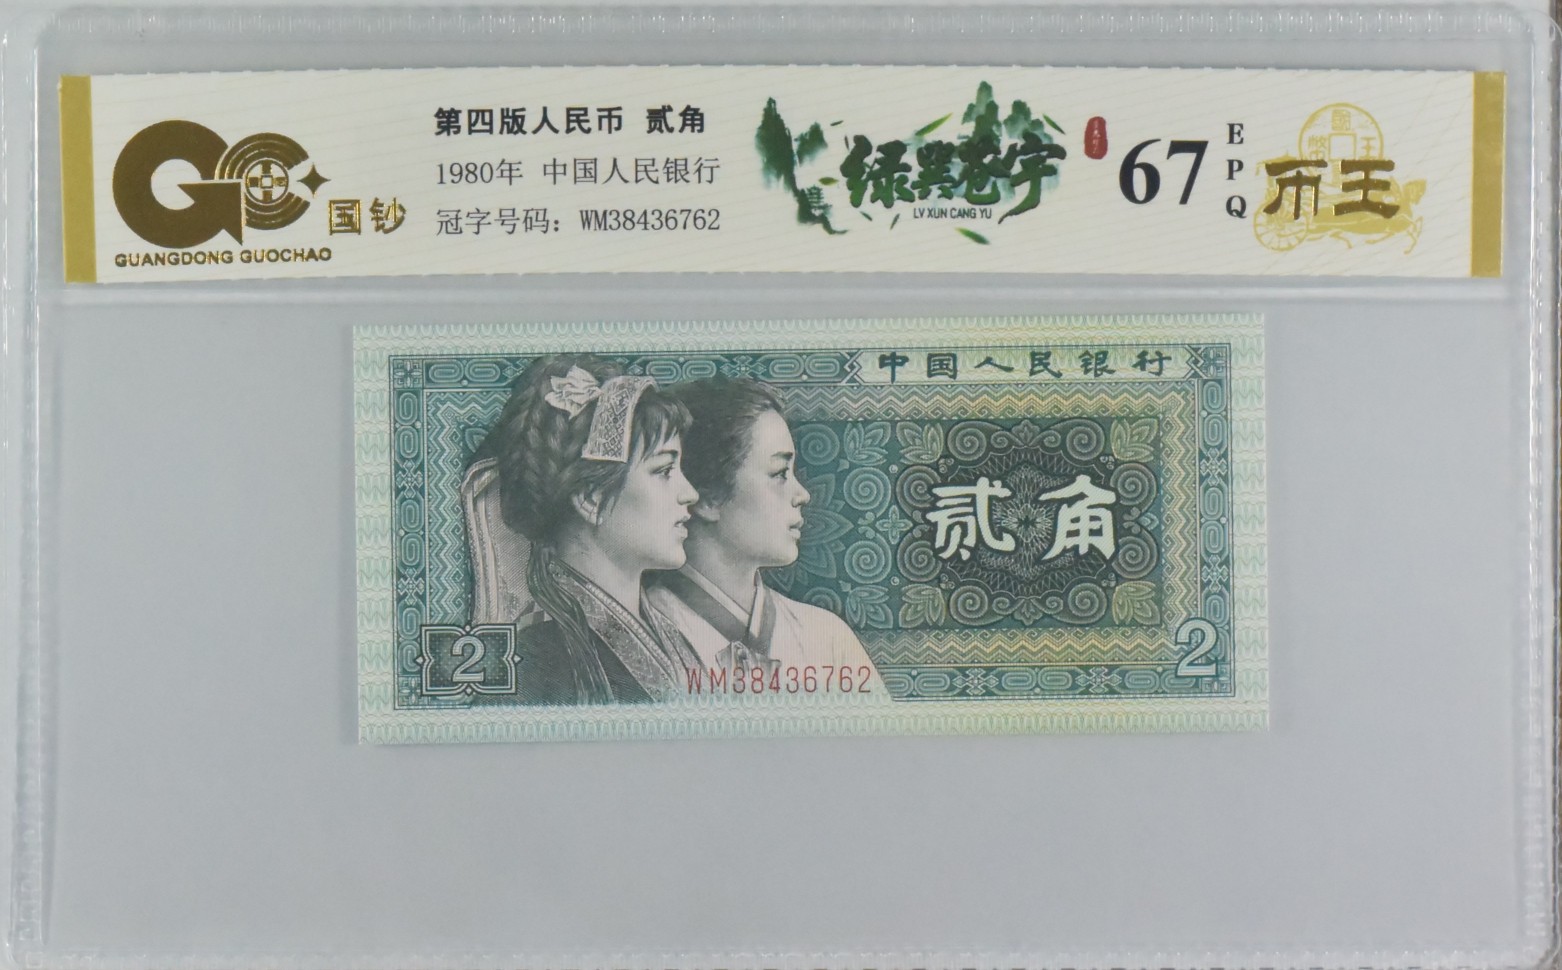 国钞
GUANGDONG GUOCHAO
第四版人民币 贰角
1980年 中国人民银行
冠字号码：WM38436762
绿巽苍宇
LV XUN CANG YU
67
EPQ
币王
中国人民银行
贰角
2
2
WM38436762